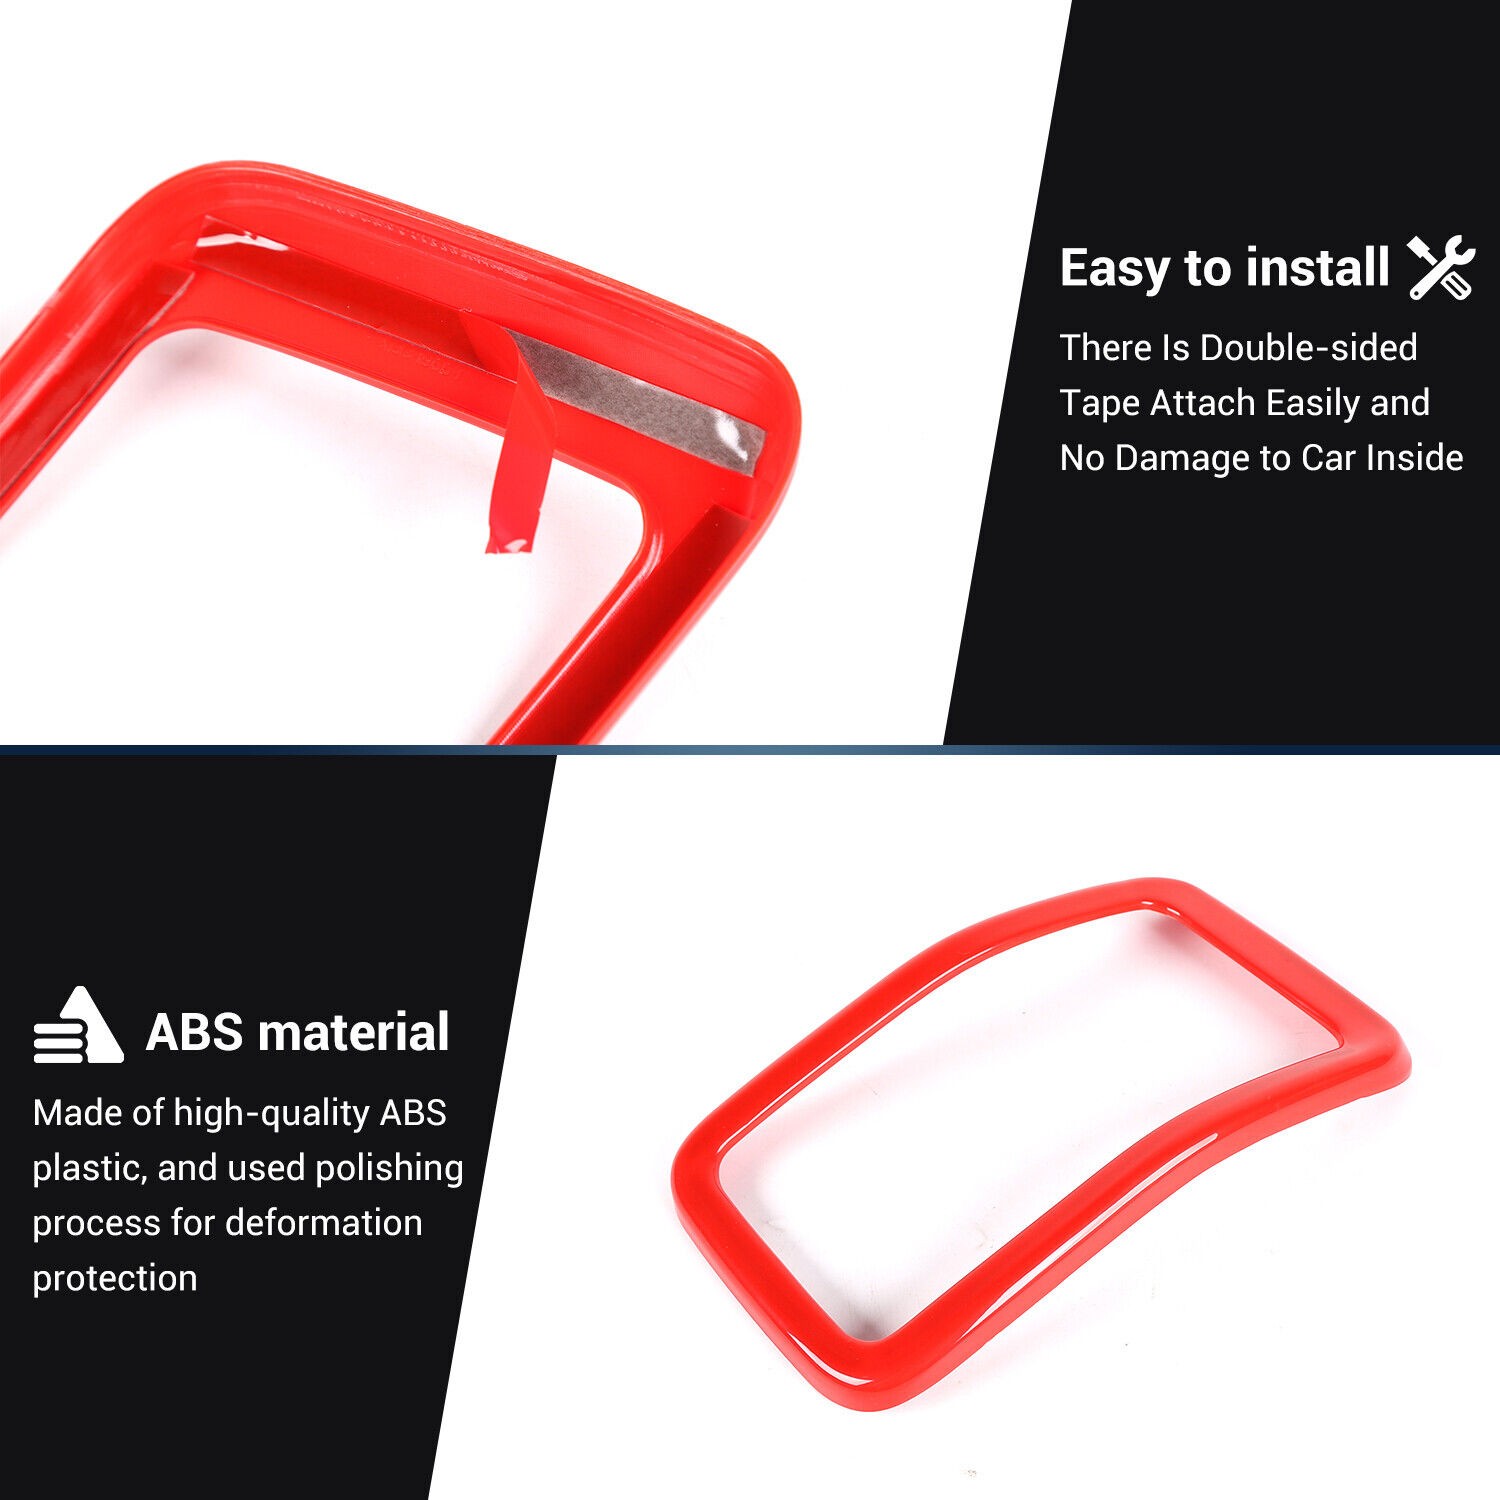 Easy to install
There Is Double-sided
Tape Attach Easily and
No Damage to Car Inside
ABS material
Made of high-quality ABS
plastic, and used polishing
process for deformation
protection